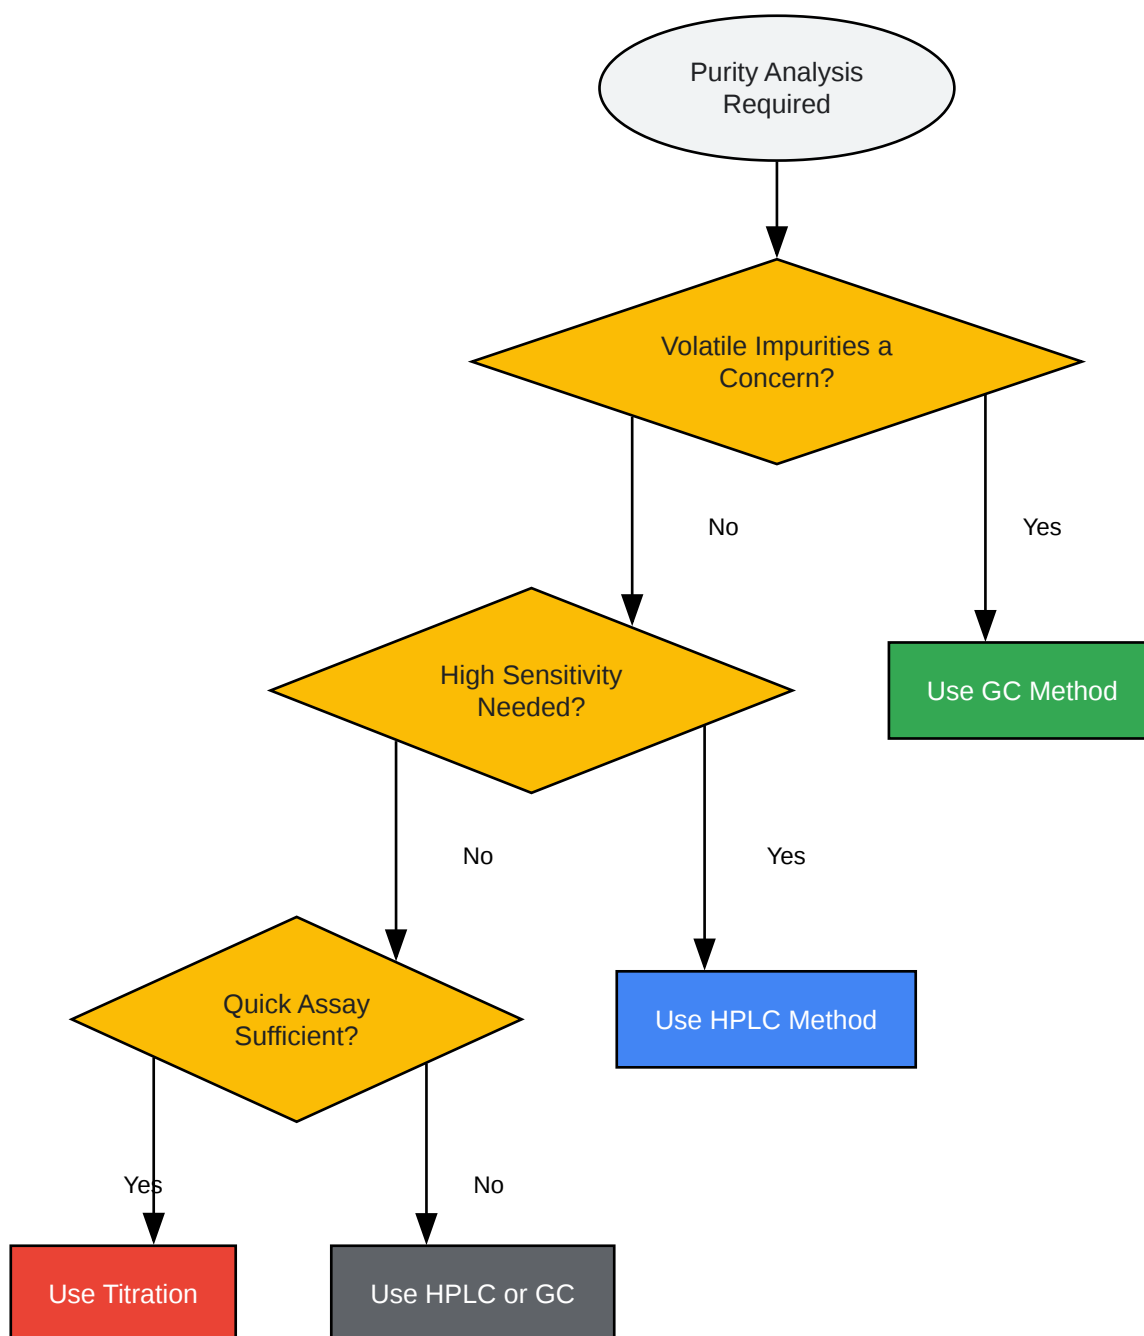 Purity Analysis
Required
Volatile Impurities a
Concern?
No
Yes
High Sensitivity
Needed?
Use GC Method
No
Yes
Quick Assay
Sufficient?
Use HPLC Method
Yes
No
Use Titration
Use HPLC or GC